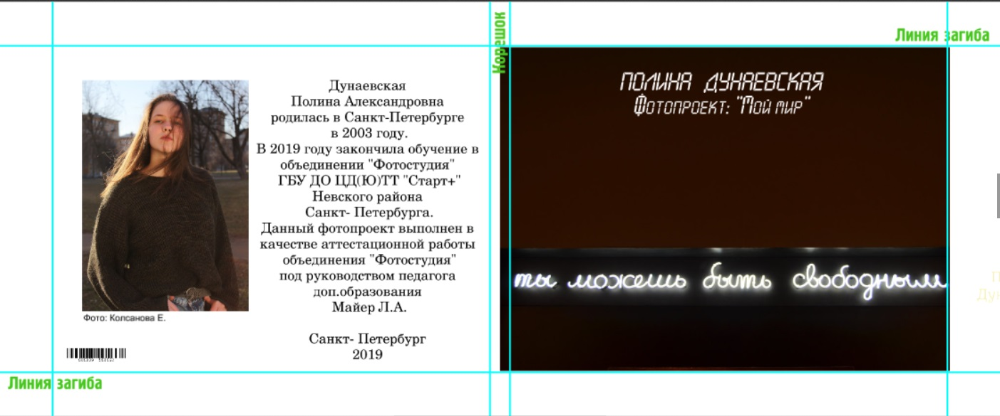 Корешок
Линия загиба
Дунаевская
Полина Александровна
родилась в Санкт-Петербурге
в 2003 году.
В 2019 году закончила обучение в
объединении "Фотостудия"
ГБУ ДО ЦД(Ю)ТТ "Старт+"
Невского района
Санкт- Петербурга.
Данный фотопроект выполнен в
качестве аттестационной работы
объединения "Фотостудия"
под руководством педагога
доп.образования
Майер Л.А.
Санкт- Петербург
2019
Фото: Колсанова Е.
ПОЛИНА ДУНАЕВСКАЯ
Фотопроект: "Мой мир"
ты можешь быть свободным
Линия загиба